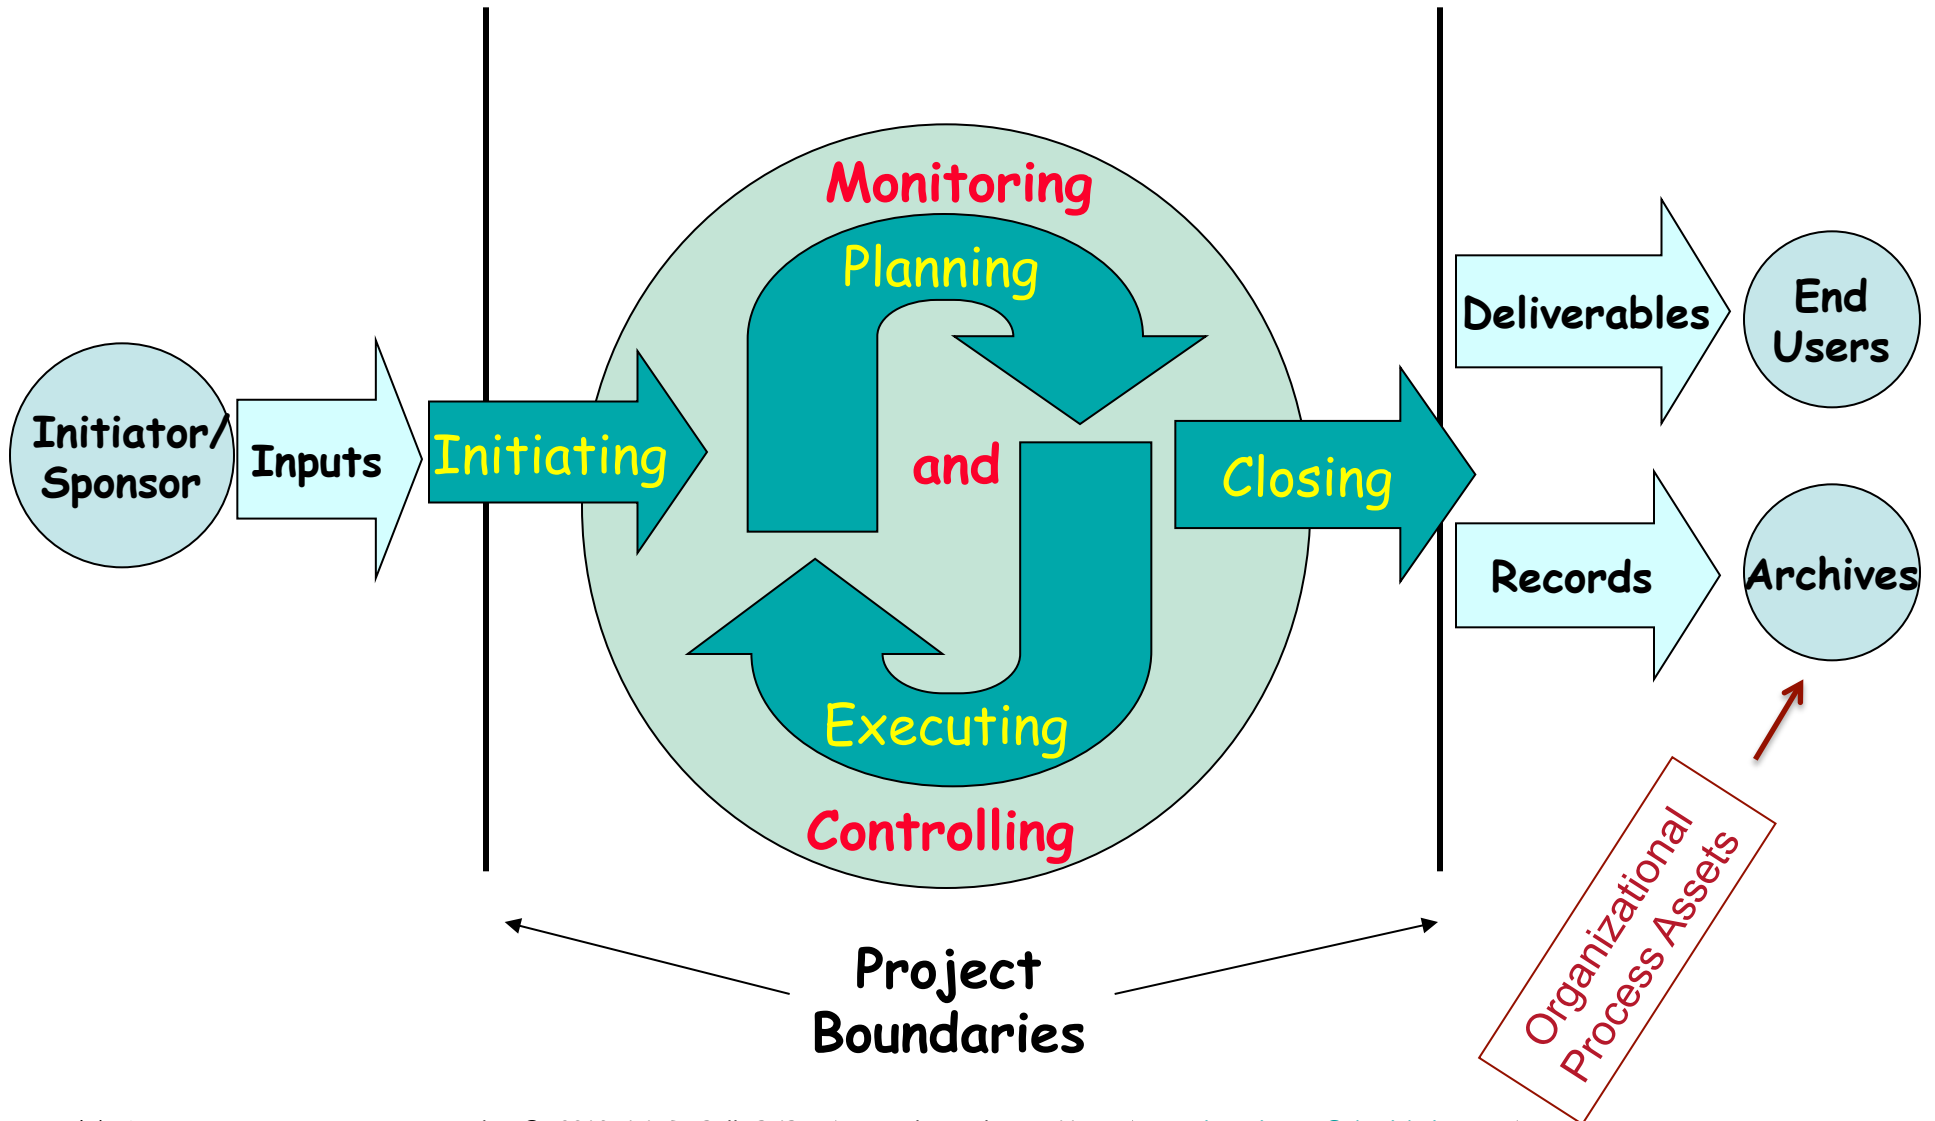 Monitoring
Planning
Initiator/
Sponsor
Inputs
Initiating
and
Closing
Executing
Controlling
Deliverables
End
Users
Records
Archives
Project
Boundaries
Organizational
Process Assets